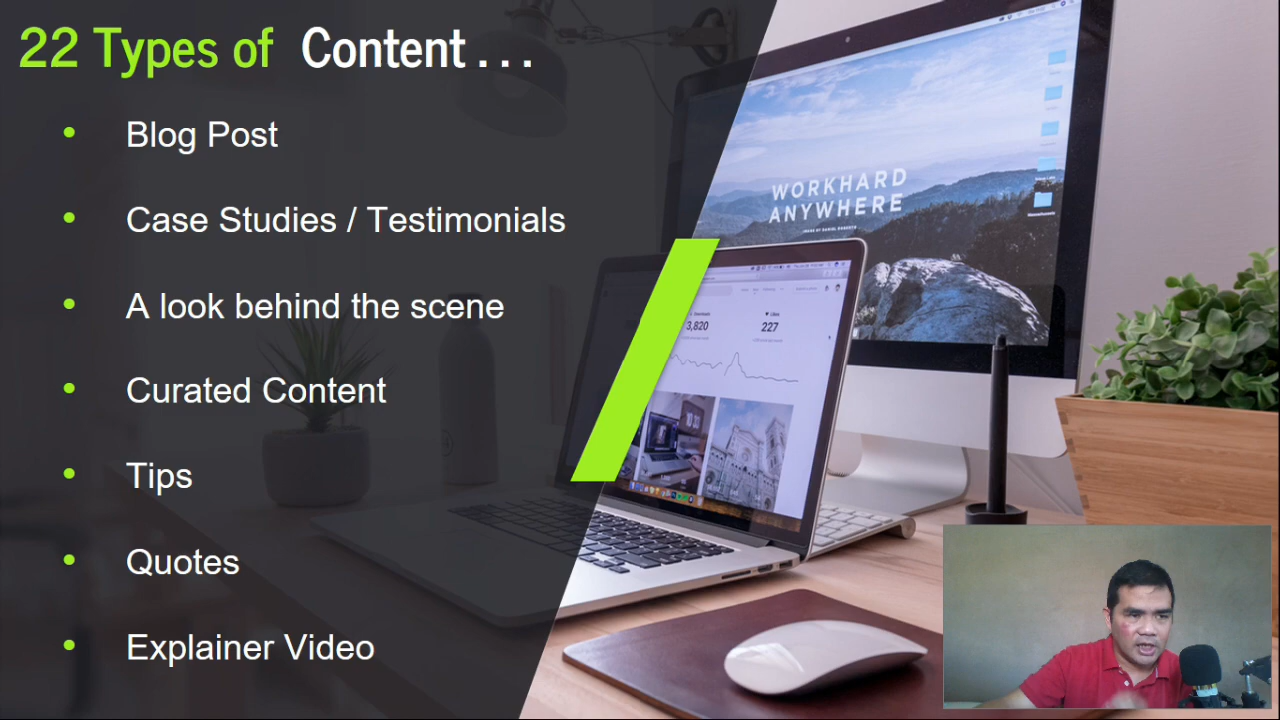 22 Types of Content . . .
• Blog Post
• Case Studies / Testimonials
• A look behind the scene
• Curated Content
• Tips
• Quotes
• Explainer Video
WORKHARD
ANYWHERE
3,820
227